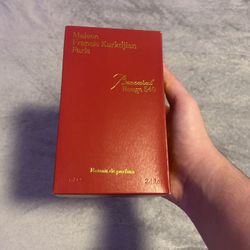 Maison
Francis Kurkdjian
Paris
Baccarat
Rouge 540
Extrait de parfum